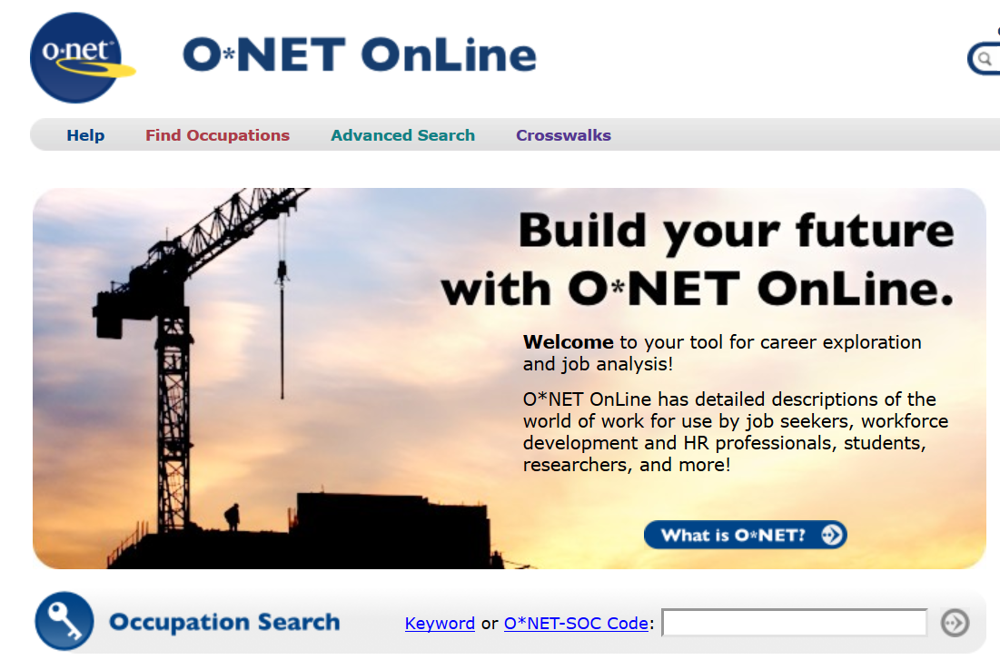 o·net®
O*NET OnLine
Help Find Occupations Advanced Search Crosswalks
Build your future
with O*NET OnLine.
Welcome to your tool for career exploration
and job analysis!
O*NET OnLine has detailed descriptions of the
world of work for use by job seekers, workforce
development and HR professionals, students,
researchers, and more!
What is O*NET?
Occupation Search Keyword or O*NET-SOC Code: